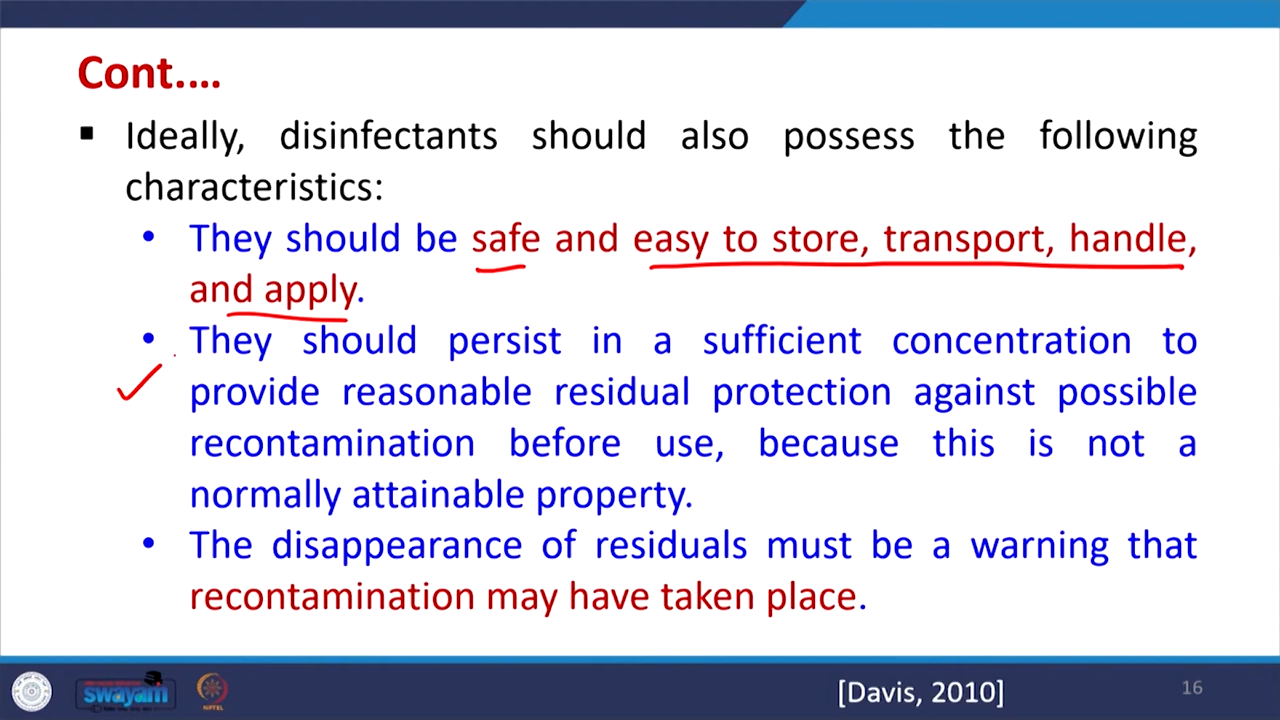 Cont....
▪ Ideally, disinfectants should also possess the following
characteristics:
• They should be safe and easy to store, transport, handle,
and apply.
• They should persist in a sufficient concentration to
provide reasonable residual protection against possible
recontamination before use, because this is not a
normally attainable property.
• The disappearance of residuals must be a warning that
recontamination may have taken place.
swayam
NPTEL
[Davis, 2010]
16